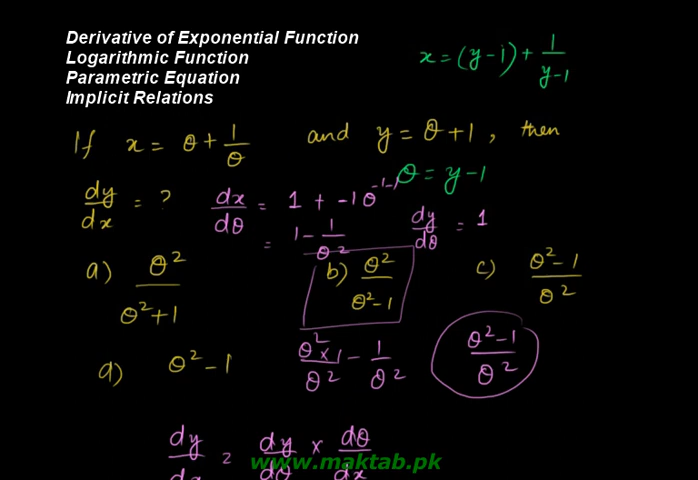 Derivative of Exponential Function
Logarithmic Function
Parametric Equation
Implicit Relations
x = (y-1) + 1/(y-1)
If x = θ + 1/θ and y = θ+1, then
θ = y-1
dy/dx = ?
dx/dθ = 1 + -1θ^(-1-1)
= 1 - 1/θ²
dy/dθ = 1
a) θ²/(θ²+1)
b) θ²/(θ²-1)
c) (θ²-1)/θ²
d) θ²-1
θ²×1/θ² - 1/θ²
(θ²-1)/θ²
dy/dx = dy/dθ × dθ/dx
www.maktab.pk